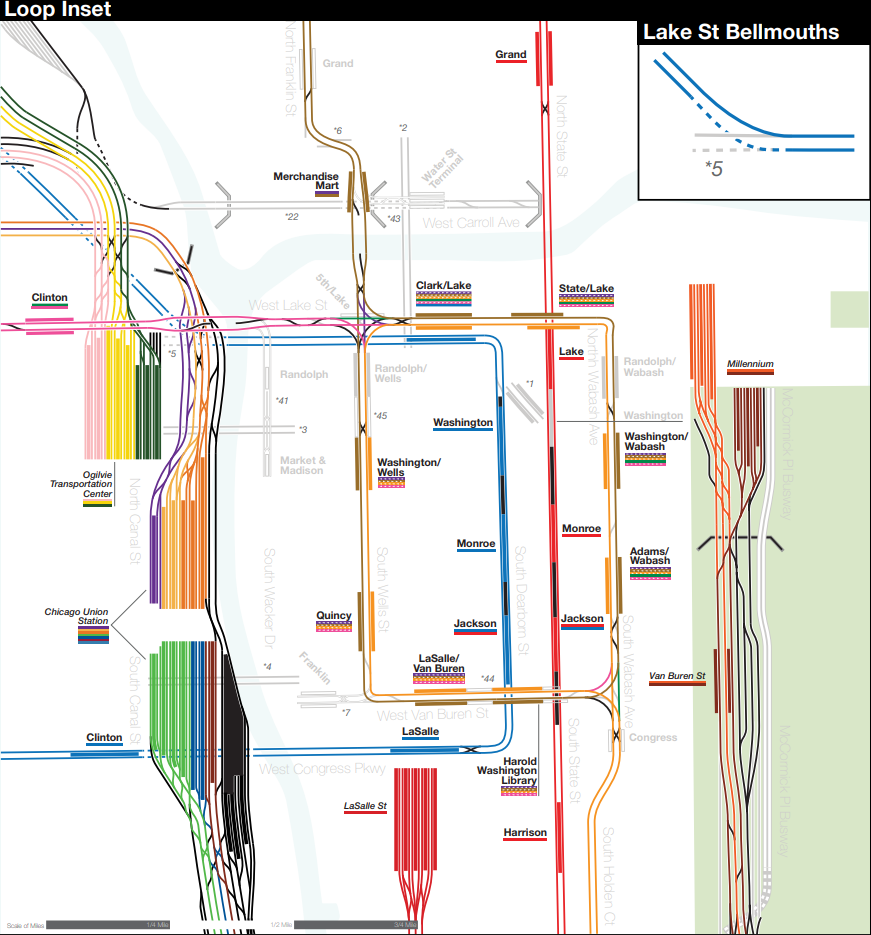 Loop Inset
Lake St Bellmouths
*5
North Franklin St
Grand
Grand
North State St
*6
*2
Water St
Terminal
Merchandise
Mart
*22
*43
West Carroll Ave
5th/Lake
Clark/Lake
State/Lake
Clinton
West Lake St
*5
Randolph
*41
*3
Market &
Madison
Randolph/
Wells
*45
Lake
North Wabash Ave
Randolph/
Wabash
Millennium
*1
Washington
Washington
Washington/
Wells
Washington/
Wabash
McCormick Pl Busway
Ogilvie
Transportation
Center
North Canal St
Monroe
Monroe
Adams/
Wabash
South Wacker Dr
South Wells St
South Dearborn St
Chicago Union
Station
Quincy
Jackson
Jackson
South Wabash Ave
South Canal St
*4
Franklin
LaSalle/
Van Buren
*44
Van Buren St
*7
West Van Buren St
Clinton
LaSalle
South State St
Congress
McCormick Pl Busway
West Congress Pkwy
Harold
Washington
Library
LaSalle St
Harrison
South Holden Ct
Scale of Miles
1/4 Mile
1/2 Mile
3/4 Mile